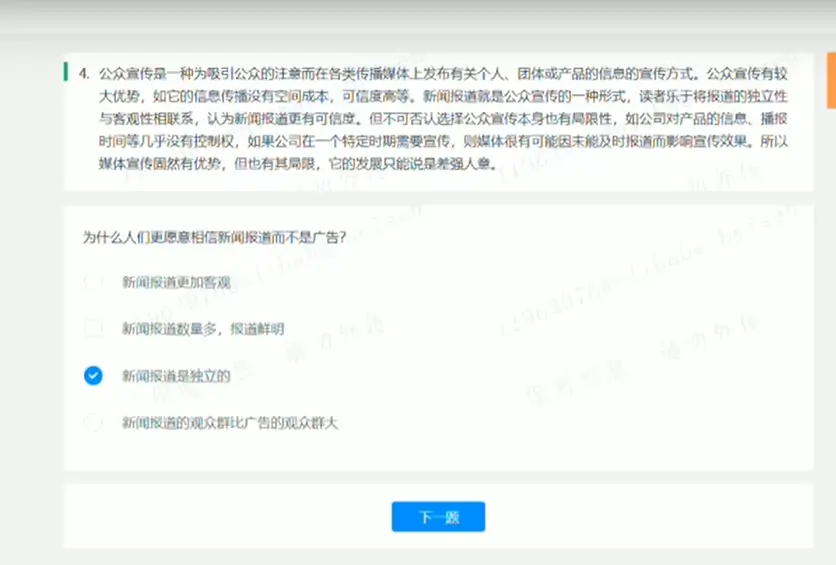 4. 公众宣传是一种为吸引公众的注意而在各类传播媒体上发布有关个人、团体或产品的信息的宣传方式。公众宣传有较
大优势，如它的信息传播没有空间成本，可信度高等。新闻报道就是公众宣传的一种形式，读者乐于将报道的独立性
与客观性相联系，认为新闻报道更有可信度。但不可否认选择公众宣传本身也有局限性，如公司对产品的信息、播报
时间等几乎没有控制权，如果公司在一个特定时期需要宣传，则媒体很有可能因未能及时报道而影响宣传效果。所以
媒体宣传固然有优势，但也有其局限，它的发展只能说是差强人意。
为什么人们更愿意相信新闻报道而不是广告?
新闻报道更加客观
新闻报道数量多，报道鲜明
新闻报道是独立的
新闻报道的观众群比广告的观众群大
下一题